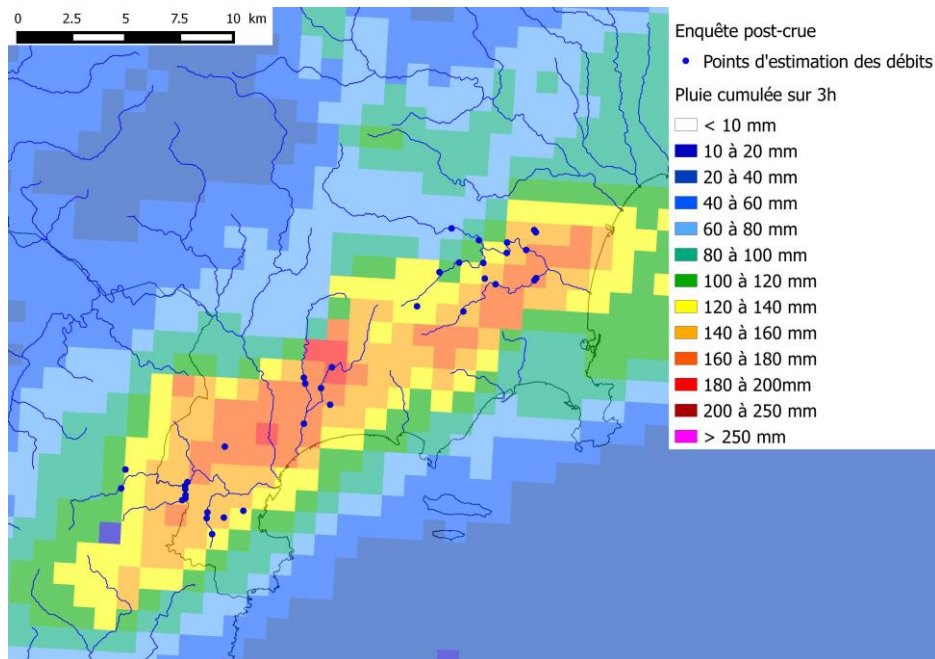 0 2.5 5 7.5 10 km
Enquête post-crue
Points d'estimation des débits
Pluie cumulée sur 3h
< 10 mm
10 à 20 mm
20 à 40 mm
40 à 60 mm
60 à 80 mm
80 à 100 mm
100 à 120 mm
120 à 140 mm
140 à 160 mm
160 à 180 mm
180 à 200mm
200 à 250 mm
> 250 mm